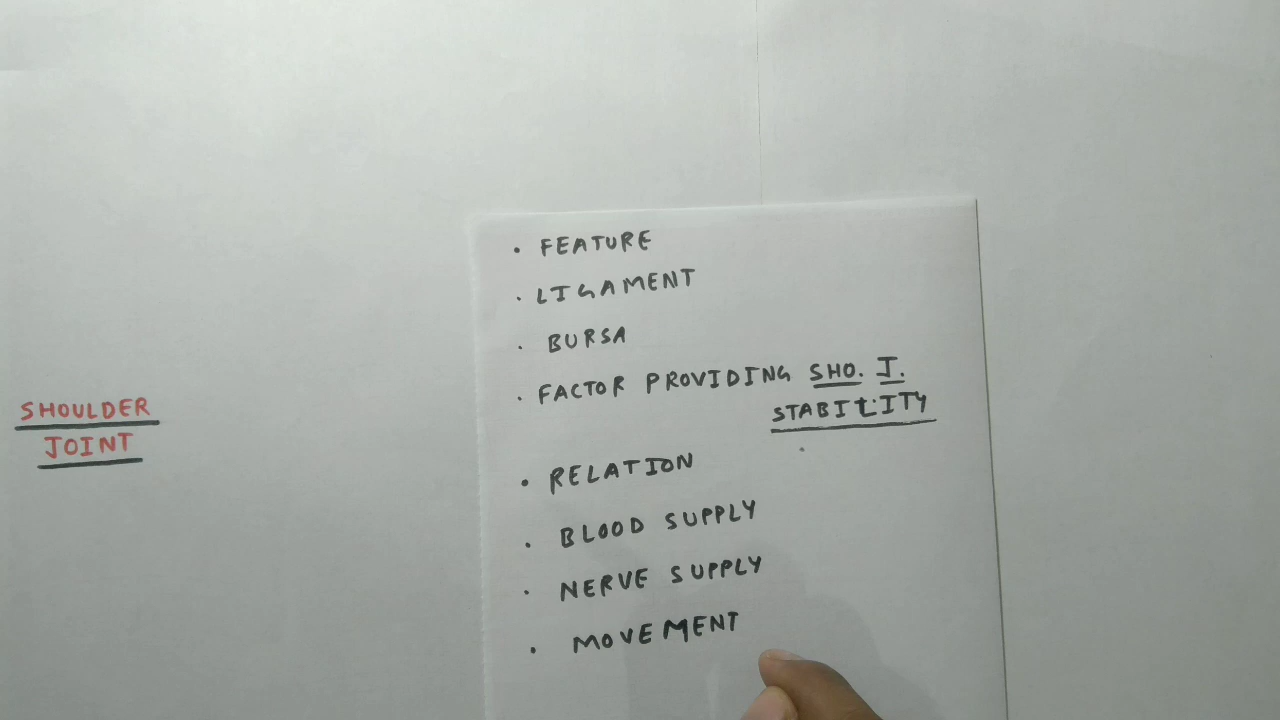 SHOULDER
JOINT
• FEATURE
• LIGAMENT
• BURSA
• FACTOR PROVIDING SHO. J.
STABILITY
• RELATION
• BLOOD SUPPLY
• NERVE SUPPLY
• MOVEMENT